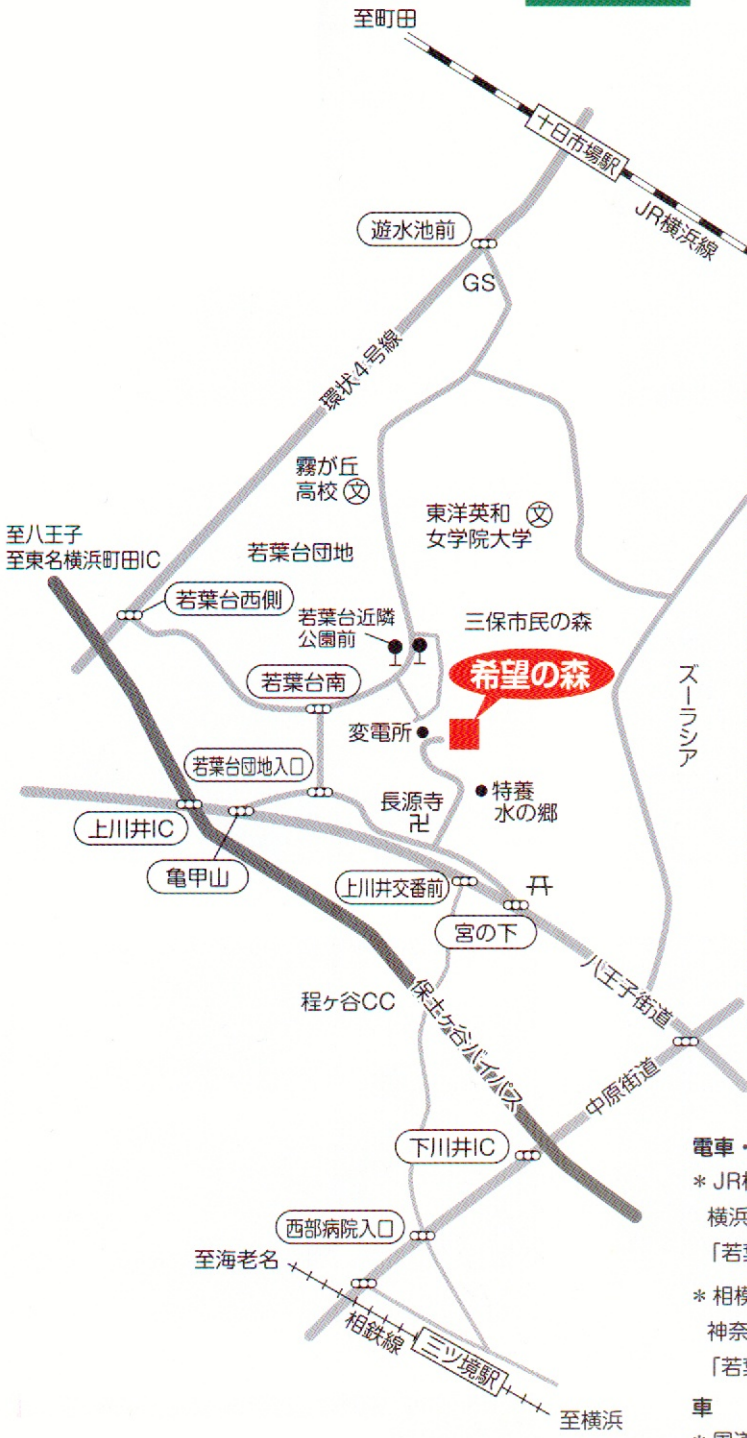 至町田
十日市場駅
JR横浜線
遊水池前
GS
環状4号線
霧が丘
高校 文
東洋英和 文
女学院大学
至八王子
至東名横浜町田IC
若葉台団地
若葉台西側
若葉台近隣
公園前
三保市民の森
希望の森
若葉台南
ズーラシア
変電所
若葉台団地入口
特養
水の郷
長源寺
卍
上川井IC
亀甲山
上川井交番前
宮の下
八王子街道
程ヶ谷CC
保土ヶ谷バイパス
中原街道
下川井IC
電車・
＊JR
横浜
「若葉
西部病院入口
至海老名
＊相模
神奈
「若葉
相鉄線
三ツ境駅
至横浜
車